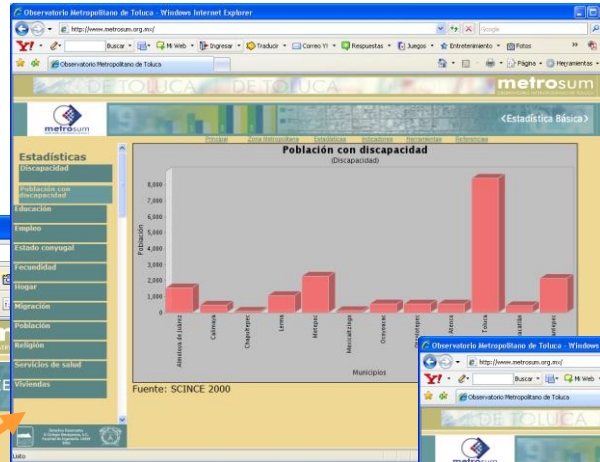 Observatorio Metropolitano de Toluca - Windows Internet Explorer
http://www.metrosum.org.mx/
Google
Y! Buscar Mi Web Ingresar Traducir Correo Y! Respuestas Juegos Entretenimiento Fotos
Observatorio Metropolitano de Toluca
Página Herramientas
DE TOLUCA DE TOLUCA
metrosum
metrosum
<Estadística Básica>
Principal Zona Metropolitana Estadísticas Indicadores Herramientas Referencias
Estadísticas
Discapacidad
Población con discapacidad
Educación
Empleo
Estado conyugal
Fecundidad
Hogar
Migración
Población
Religión
Servicios de salud
Viviendas
Población con discapacidad
(Discapacidad)
Población
8,000
7,000
6,000
5,000
4,000
3,000
2,000
1,000
0
Almoloya de Juárez
Calimaya
Chapultepec
Lerma
Metepec
Mexicaltzingo
Ocoyoacac
Atenco
Toluca
Municipios
Fuente: SCINCE 2000
Listo
Observatorio Metropolitano de Toluca - Windows
http://www.metrosum.org.mx/
Y! Buscar Mi Web
Observatorio Metropolitano de Toluca
DE TOLUCA
metrosum